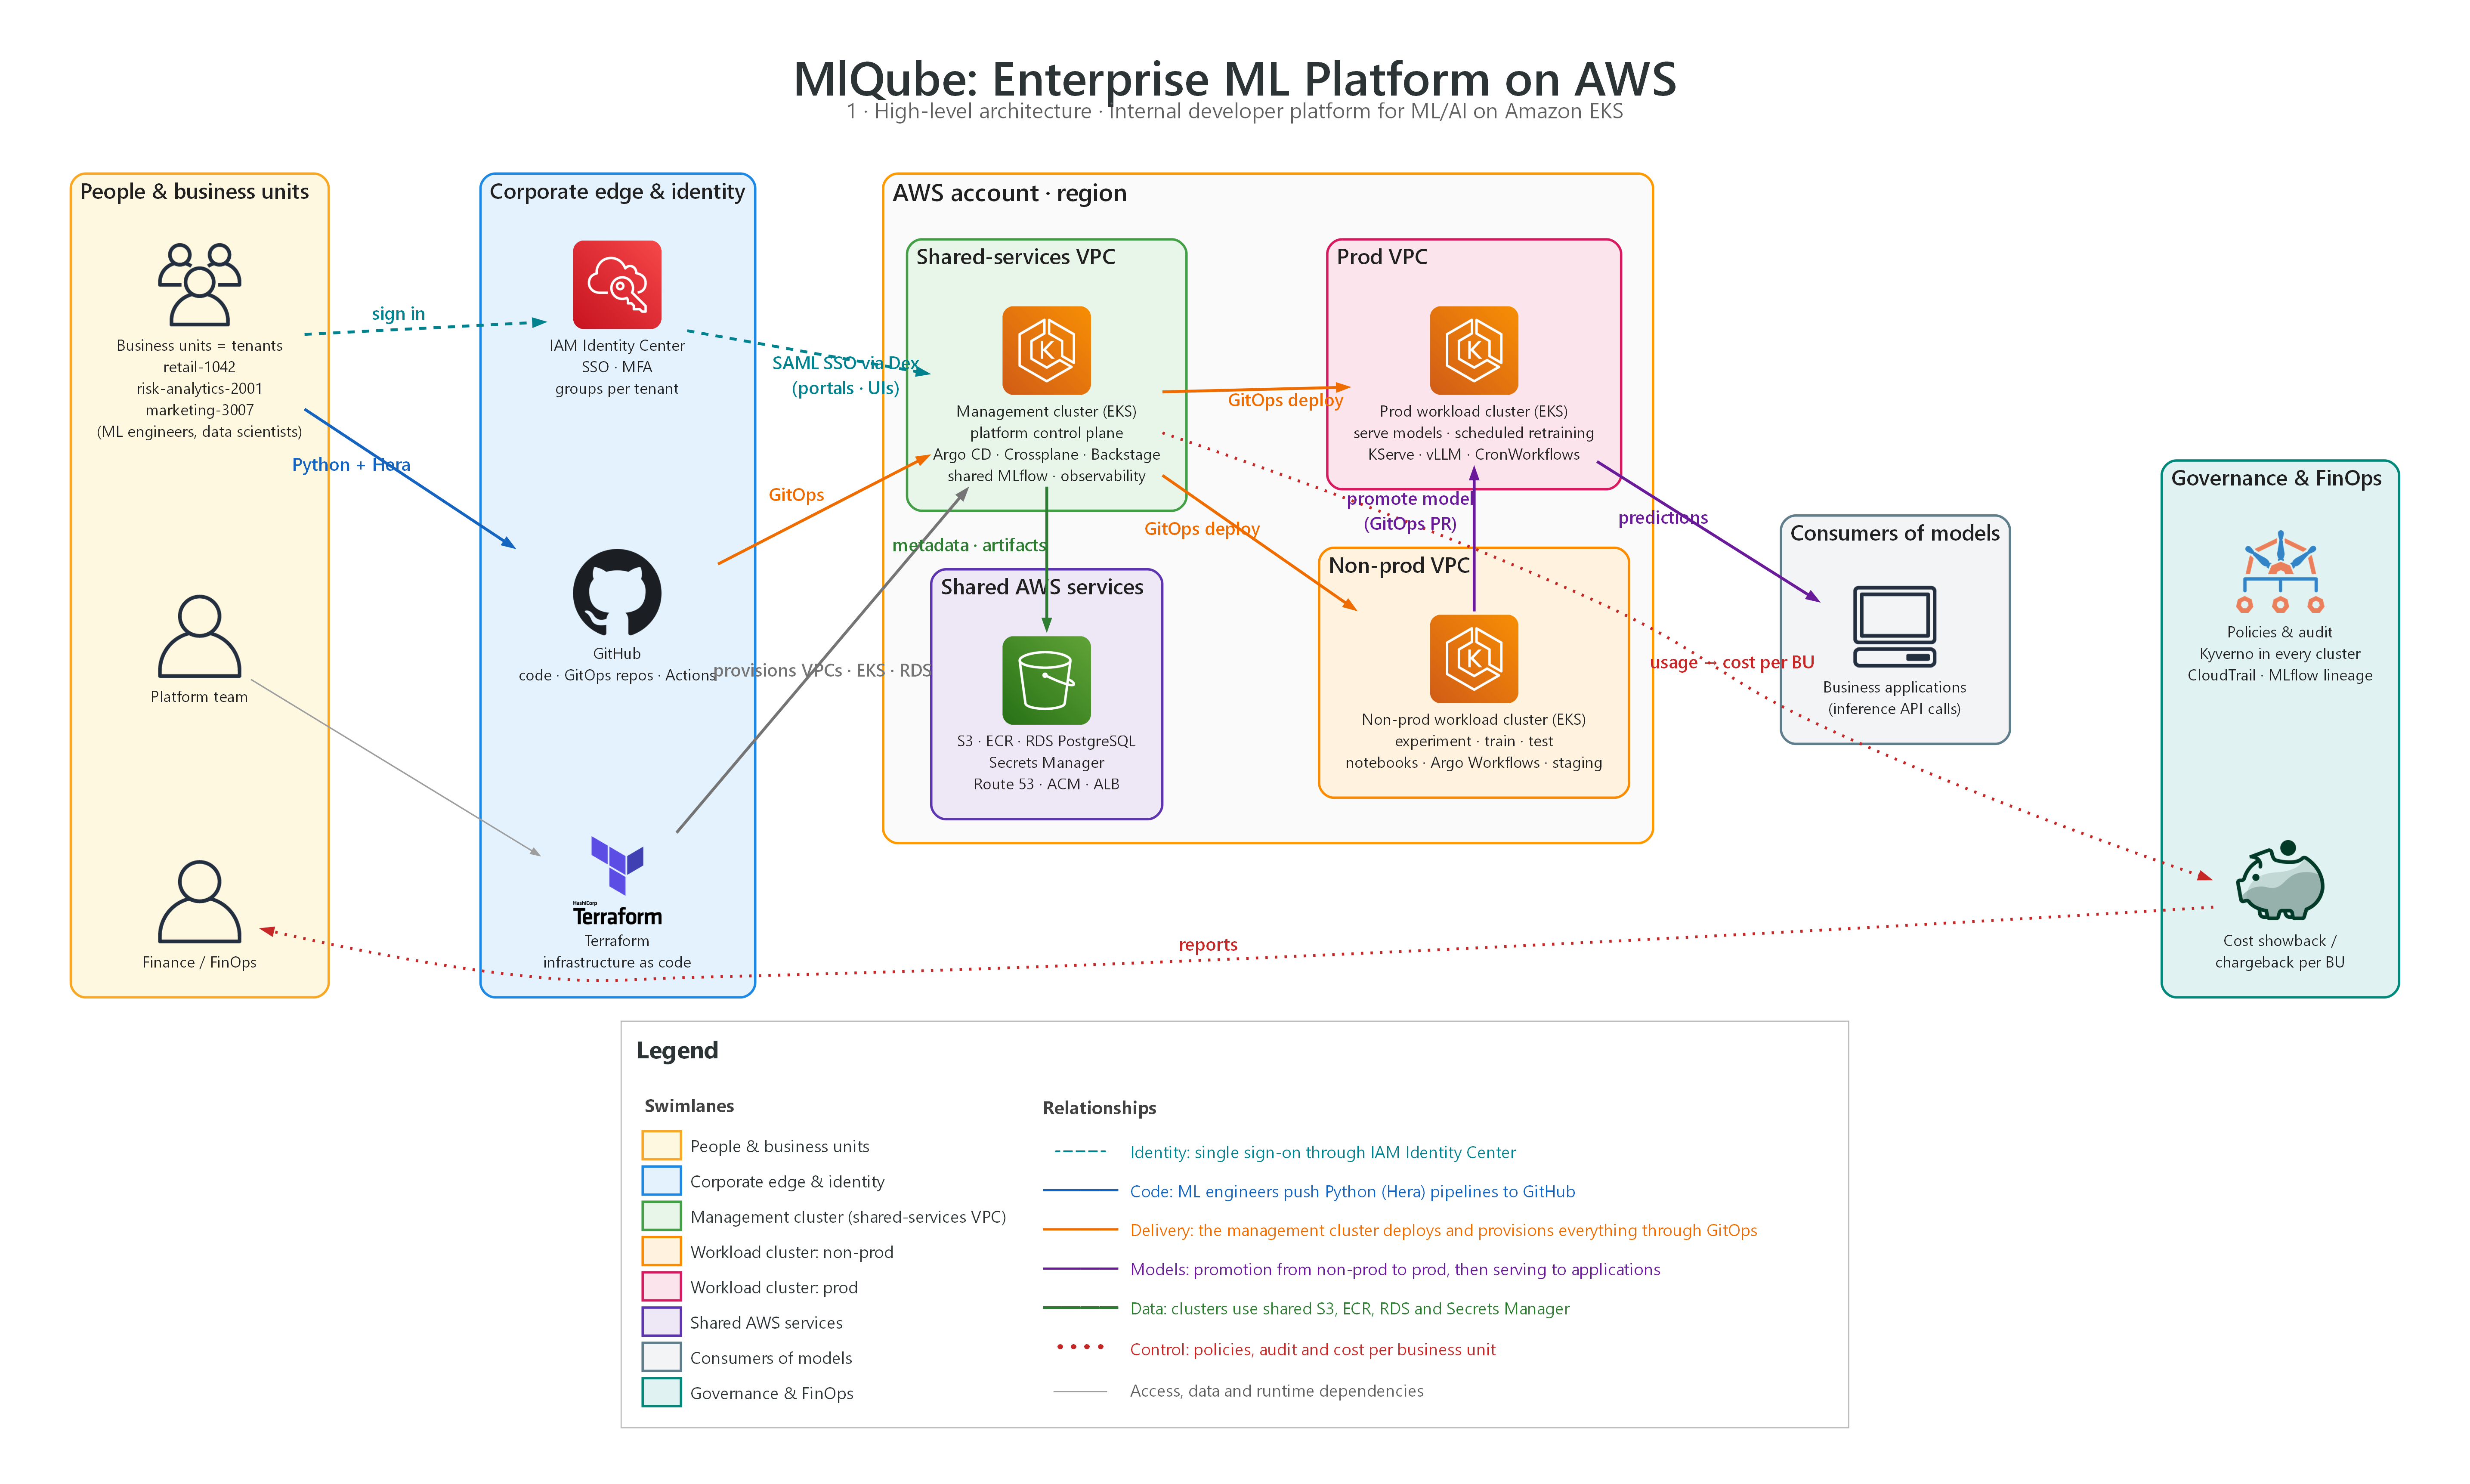 MlQube: Enterprise ML Platform on AWS
1 · High-level architecture · Internal developer platform for ML/AI on Amazon EKS
People & business units
Business units = tenants
retail-1042
risk-analytics-2001
marketing-3007
(ML engineers, data scientists)
Platform team
Finance / FinOps
sign in
Python + Hera
Corporate edge & identity
IAM Identity Center
SSO · MFA
groups per tenant
GitHub
code · GitOps repos · Actions
HashiCorp
Terraform
Terraform
infrastructure as code
SAML SSO via Dex
(portals · UIs)
GitOps
provisions VPCs · EKS · RDS
AWS account · region
Shared-services VPC
Management cluster (EKS)
platform control plane
Argo CD · Crossplane · Backstage
shared MLflow · observability
metadata · artifacts
Shared AWS services
S3 · ECR · RDS PostgreSQL
Secrets Manager
Route 53 · ACM · ALB
GitOps deploy
GitOps deploy
Prod VPC
Prod workload cluster (EKS)
serve models · scheduled retraining
KServe · vLLM · CronWorkflows
promote model
(GitOps PR)
Non-prod VPC
Non-prod workload cluster (EKS)
experiment · train · test
notebooks · Argo Workflows · staging
predictions
usage → cost per BU
Consumers of models
Business applications
(inference API calls)
Governance & FinOps
Policies & audit
Kyverno in every cluster
CloudTrail · MLflow lineage
Cost showback /
chargeback per BU
reports
Legend
Swimlanes
People & business units
Corporate edge & identity
Management cluster (shared-services VPC)
Workload cluster: non-prod
Workload cluster: prod
Shared AWS services
Consumers of models
Governance & FinOps
Relationships
Identity: single sign-on through IAM Identity Center
Code: ML engineers push Python (Hera) pipelines to GitHub
Delivery: the management cluster deploys and provisions everything through GitOps
Models: promotion from non-prod to prod, then serving to applications
Data: clusters use shared S3, ECR, RDS and Secrets Manager
Control: policies, audit and cost per business unit
Access, data and runtime dependencies